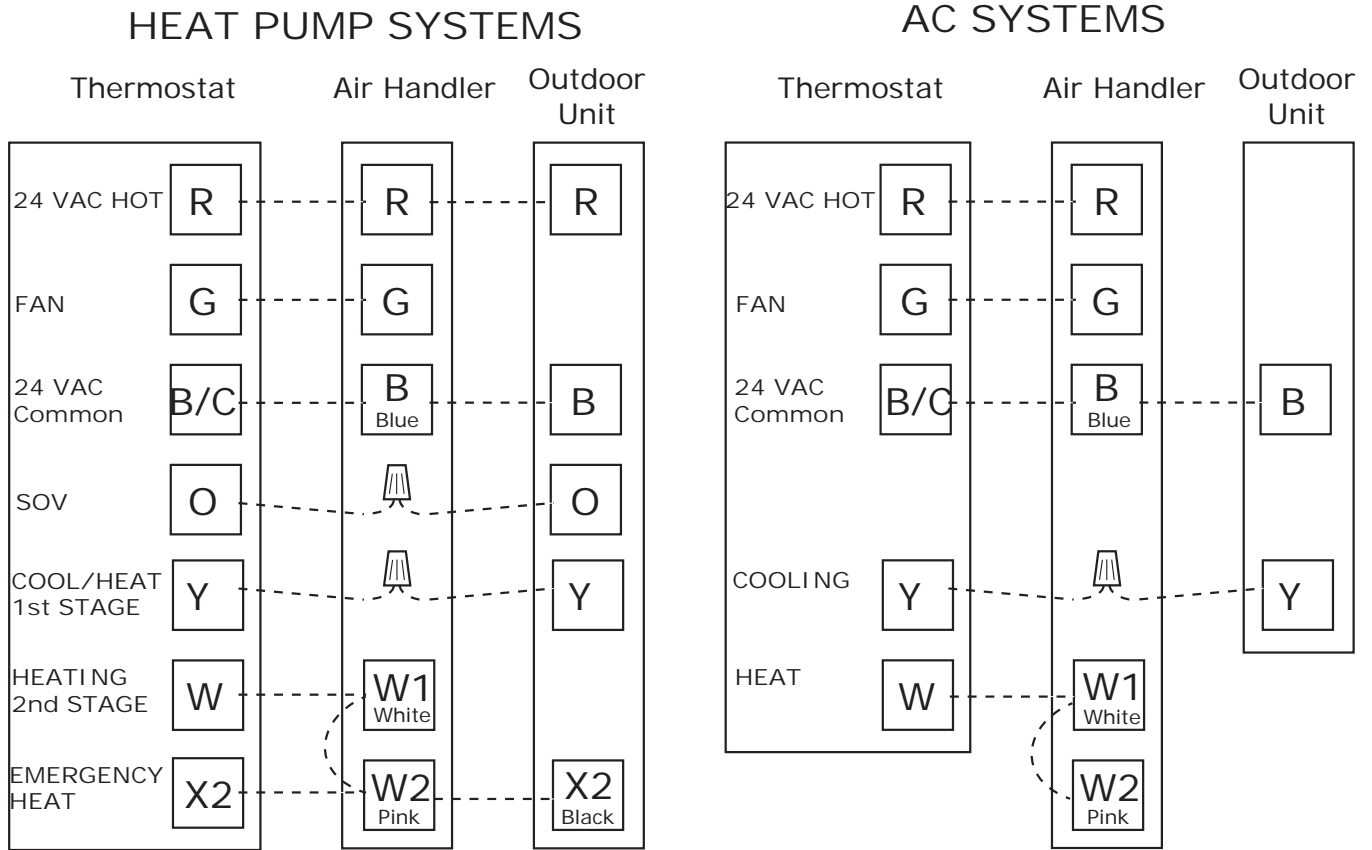 HEAT PUMP SYSTEMS
Thermostat Air Handler Outdoor
Unit
24 VAC HOT R R R
FAN G G
24 VAC
Common B/C B B
Blue
SOV O O
COOL/HEAT
1st STAGE Y Y
HEATING
2nd STAGE W W1
White
EMERGENCY
HEAT X2 W2 X2
Pink Black
AC SYSTEMS
Thermostat Air Handler Outdoor
Unit
24 VAC HOT R R
FAN G G
24 VAC
Common B/C B B
Blue
COOLING Y Y
HEAT W W1
White
W2
Pink